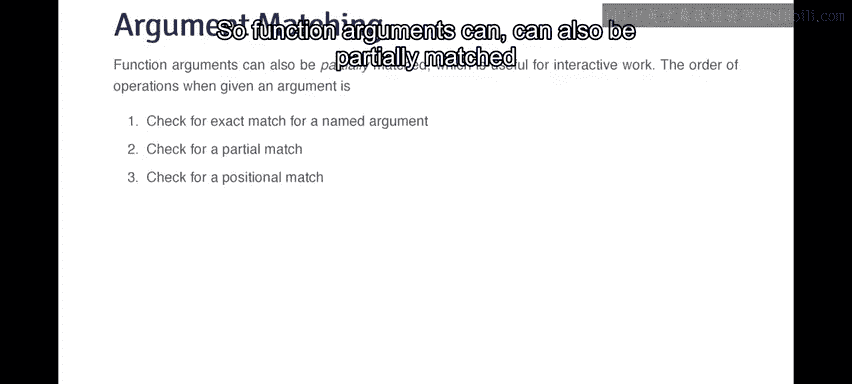 Argument Matching
So function arguments can, can also be
partially matched
Function arguments can also be partially matched, which is useful for interactive work. The order of
operations when given an argument is
1. Check for exact match for a named argument
2. Check for a partial match
3. Check for a positional match